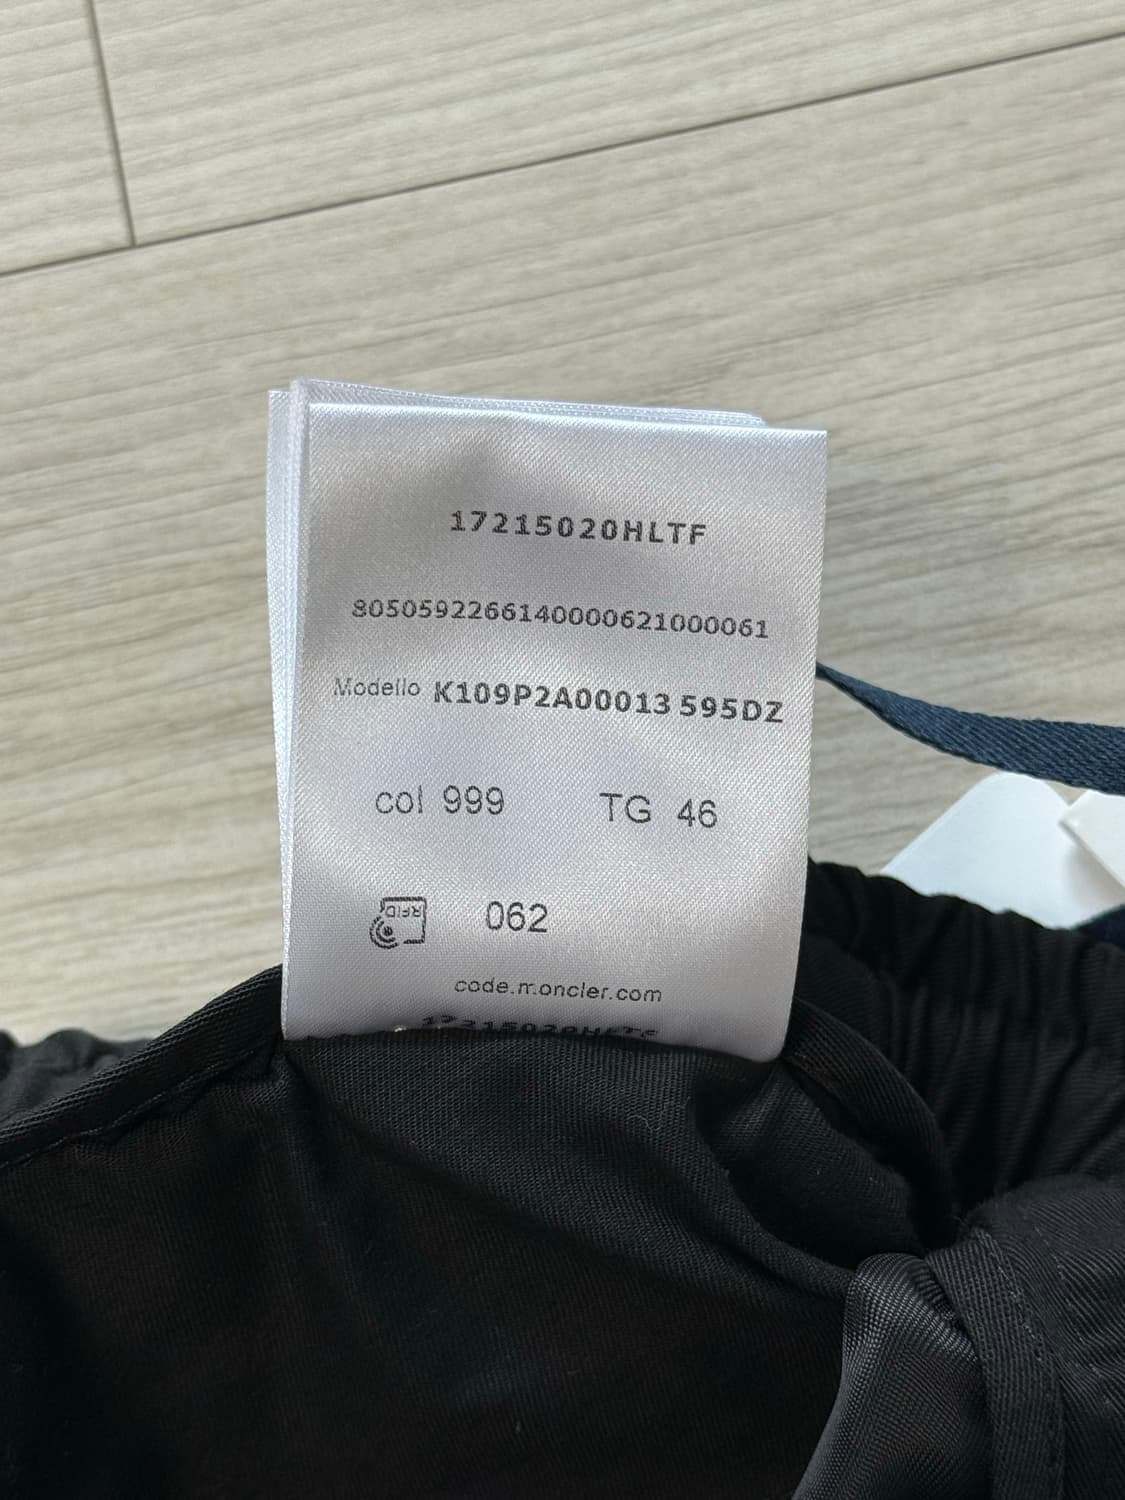 17215020HLTF
8050592266140000621000061
Modello K109P2A00013 595DZ
col 999 TG 46
RFID 062
code.moncler.com